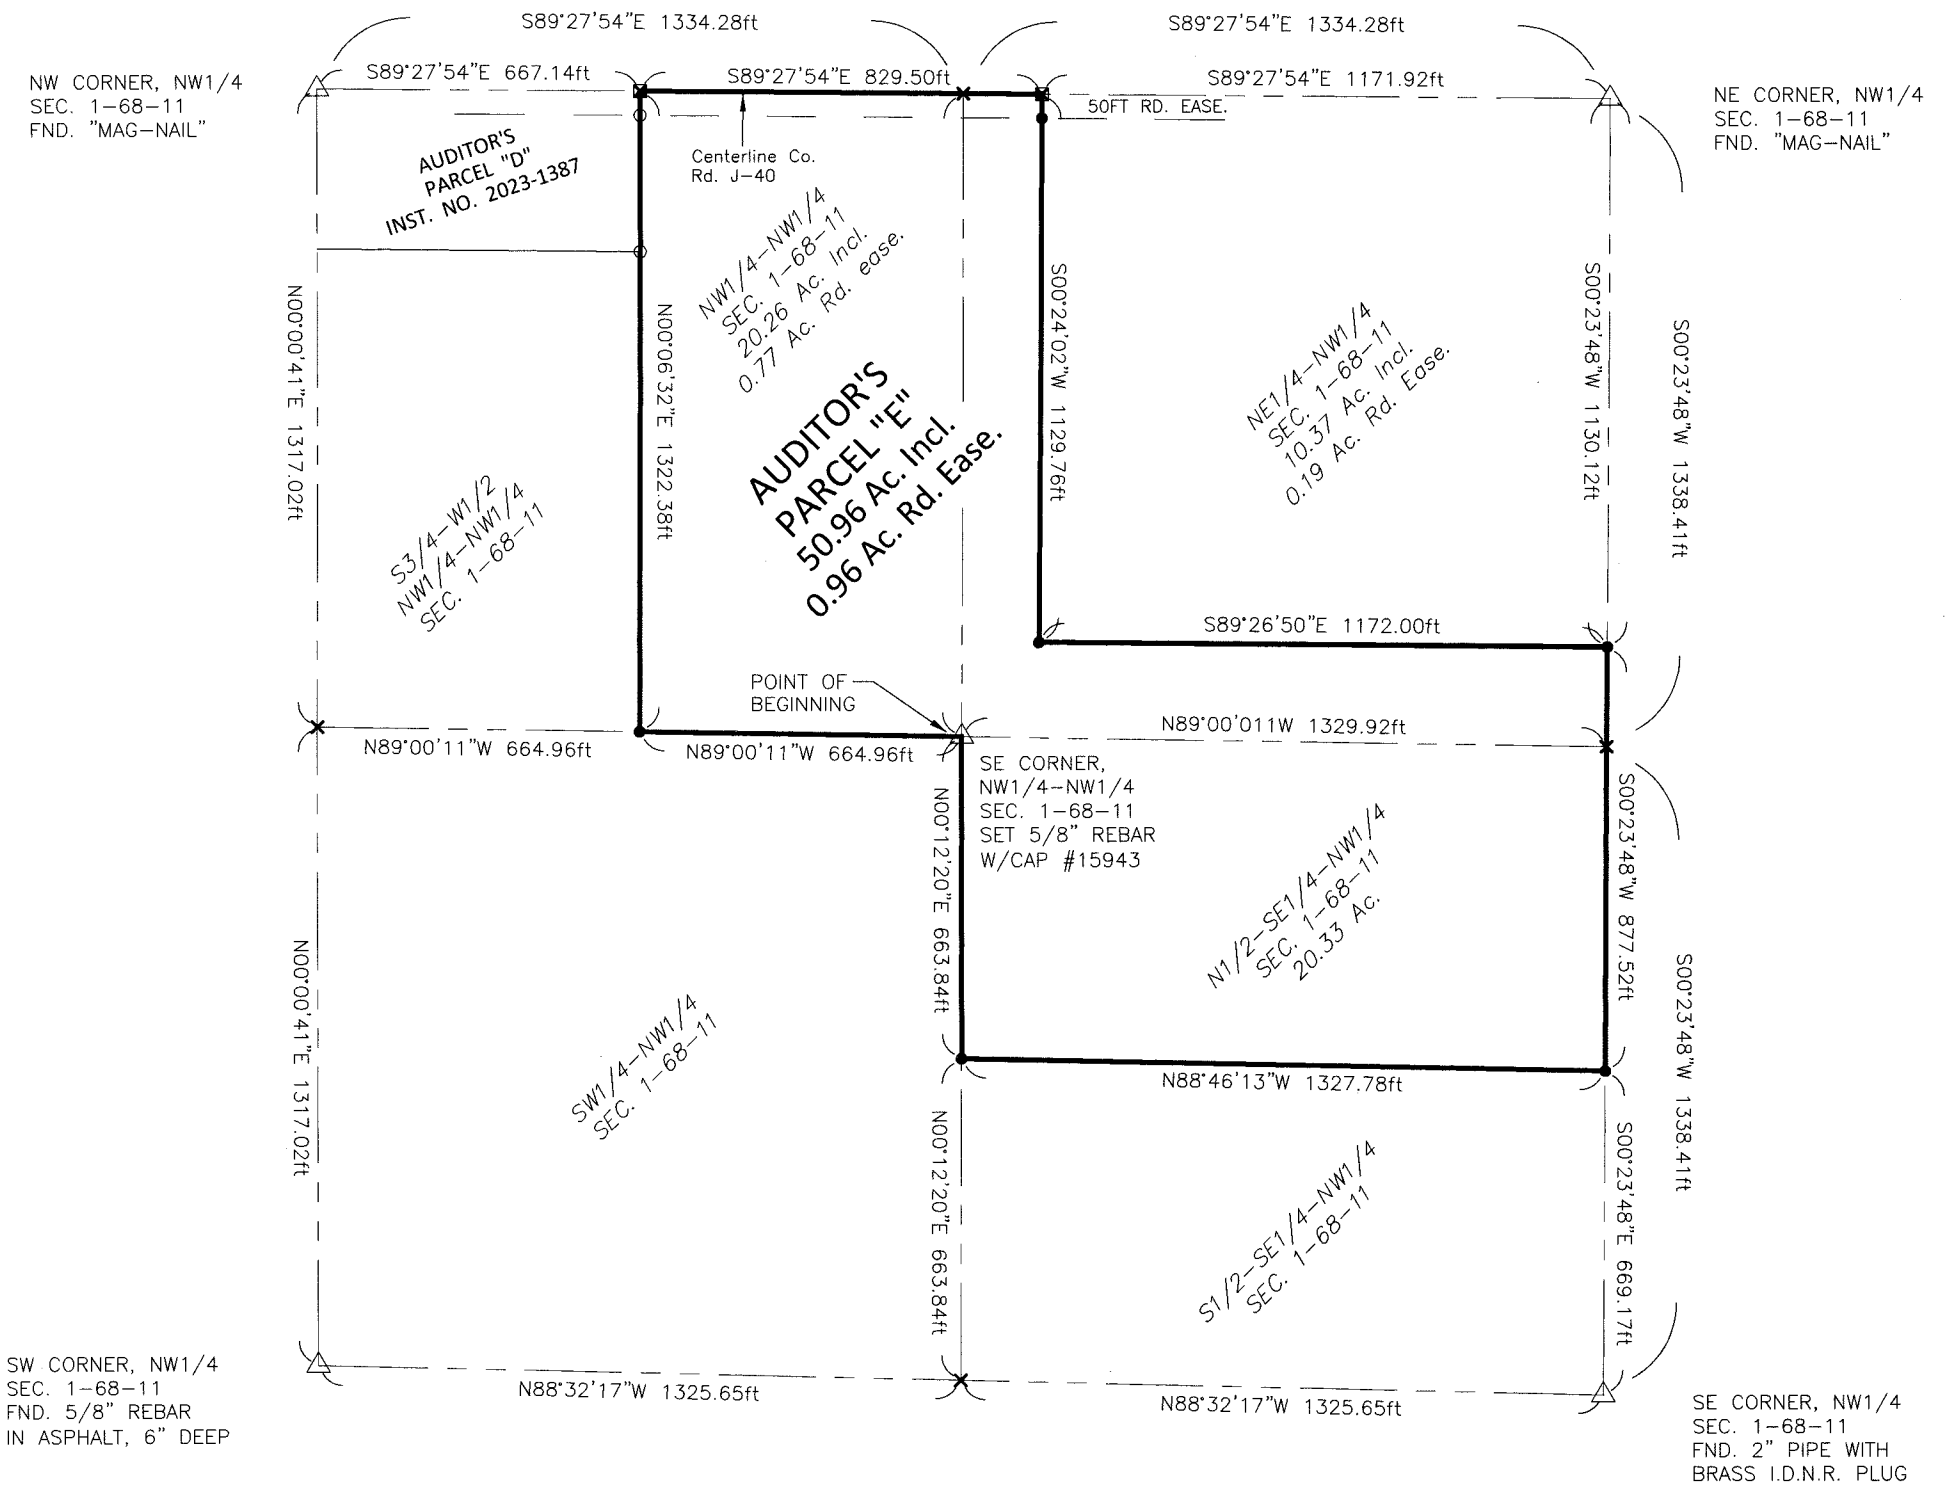 S89°27'54"E 1334.28ft
S89°27'54"E 1334.28ft
NW CORNER, NW1/4
SEC. 1-68-11
FND. "MAG-NAIL"
S89°27'54"E 667.14ft
S89°27'54"E 829.50ft
S89°27'54"E 1171.92ft
50FT RD. EASE.
NE CORNER, NW1/4
SEC. 1-68-11
FND. "MAG-NAIL"
AUDITOR'S
PARCEL "D"
INST. NO. 2023-1387
Centerline Co.
Rd. J-40
NW1/4-NW1/4
SEC. 1-68-11
20.26 Ac. Incl.
0.77 Ac. Rd. ease.
N00°00'41"E 1317.02ft
N00°06'32"E 1322.38ft
AUDITOR'S
PARCEL "E"
50.96 Ac. Incl.
0.96 Ac. Rd. Ease.
S00°24'02"W 1129.76ft
NE1/4-NW1/4
SEC. 1-68-11
10.37 Ac. Incl.
0.19 Ac. Rd. Ease.
S00°23'48"W 1130.12ft
S00°23'48"W 1338.41ft
S3/4-W1/2
NW1/4-NW1/4
SEC. 1-68-11
S89°26'50"E 1172.00ft
POINT OF
BEGINNING
N89°00'11"W 664.96ft
N89°00'11"W 664.96ft
N89°00'011W 1329.92ft
SE CORNER,
NW1/4-NW1/4
SEC. 1-68-11
SET 5/8" REBAR
W/CAP #15943
N00°12'20"E 663.84ft
N1/2-SE1/4-NW1/4
SEC. 1-68-11
20.33 Ac.
S00°23'48"W 877.52ft
S00°23'48"W 1338.41ft
N00°00'41"E 1317.02ft
SW1/4-NW1/4
SEC. 1-68-11
N88°46'13"W 1327.78ft
N00°12'20"E 663.84ft
S1/2-SE1/4-NW1/4
SEC. 1-68-11
S00°23'48"E 669.17ft
SW CORNER, NW1/4
SEC. 1-68-11
FND. 5/8" REBAR
IN ASPHALT, 6" DEEP
N88°32'17"W 1325.65ft
N88°32'17"W 1325.65ft
SE CORNER, NW1/4
SEC. 1-68-11
FND. 2" PIPE WITH
BRASS I.D.N.R. PLUG